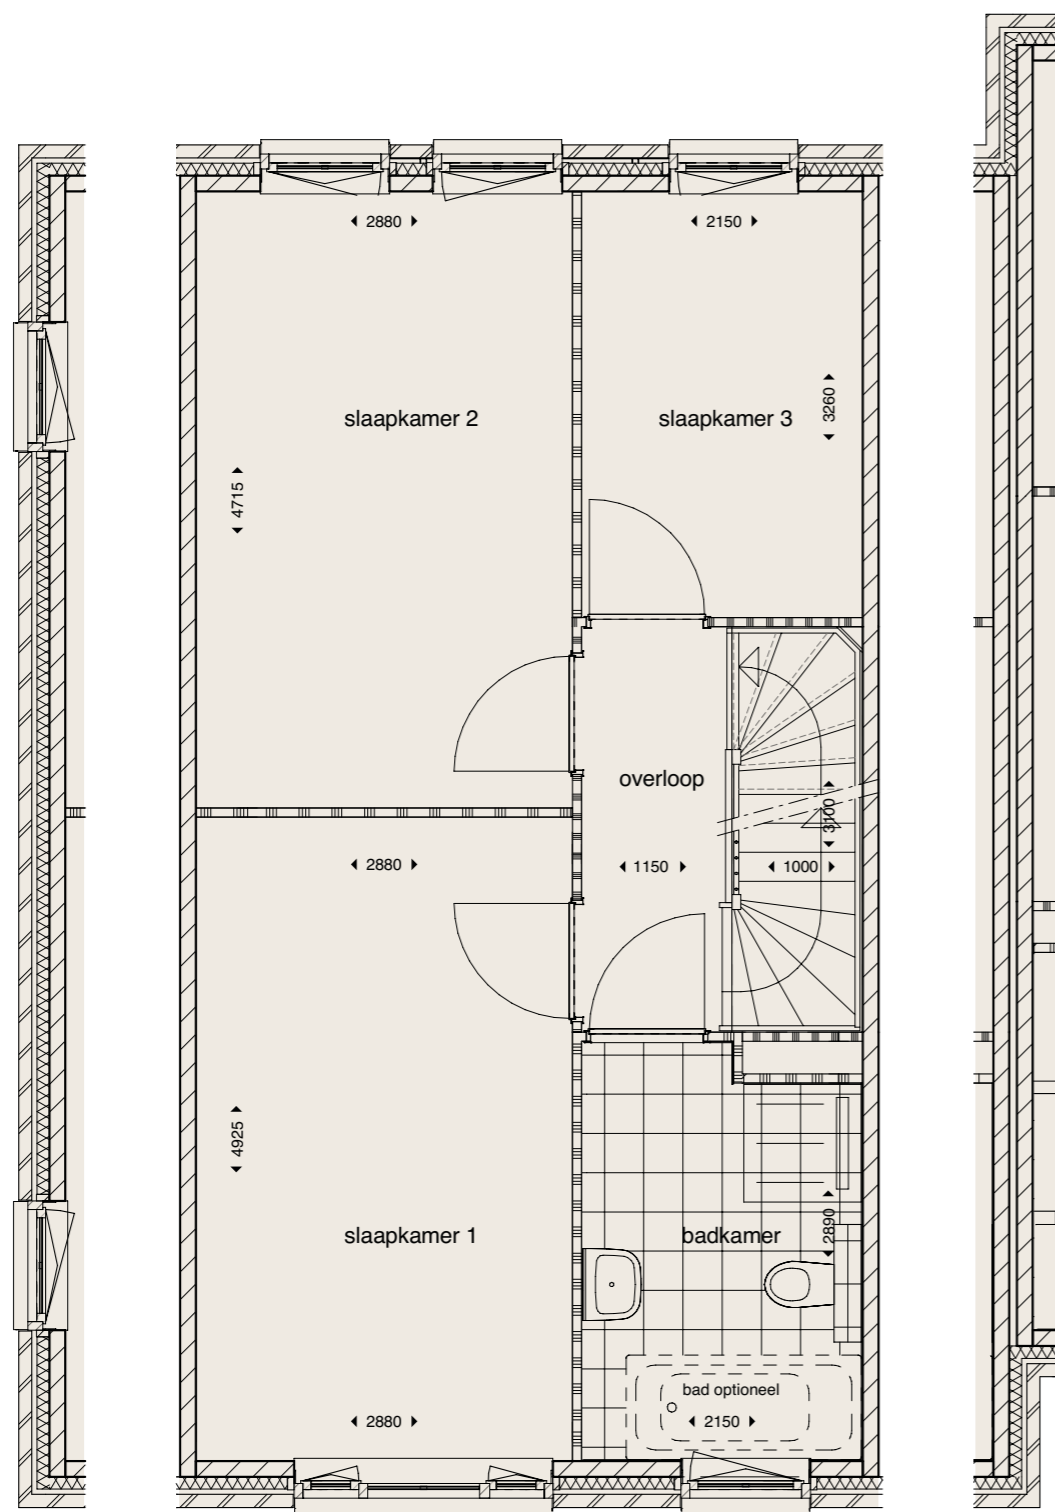 2880
2150
3260
slaapkamer 2
slaapkamer 3
4715
overloop
3100
2880
1150
1000
4925
slaapkamer 1
badkamer
2890
bad optioneel
2880
2150